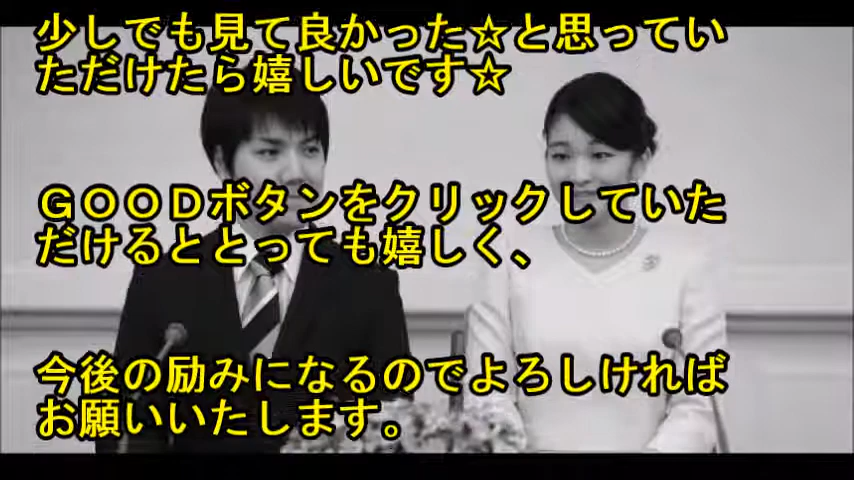 少しでも見て良かった☆と思ってい
ただけたら嬉しいです☆
ＧＯＯＤボタンをクリックしていた
だけるととっても嬉しく、
今後の励みになるのでよろしければ
お願いいたします。